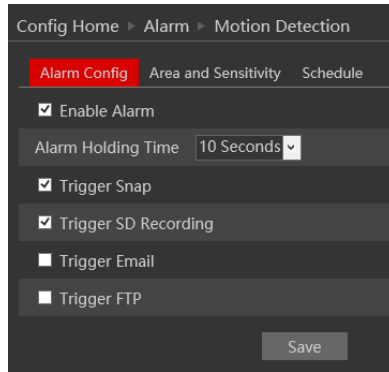 Config Home ▶ Alarm ▶ Motion Detection
Alarm Config Area and Sensitivity Schedule
Enable Alarm
Alarm Holding Time 10 Seconds
Trigger Snap
Trigger SD Recording
Trigger Email
Trigger FTP
Save